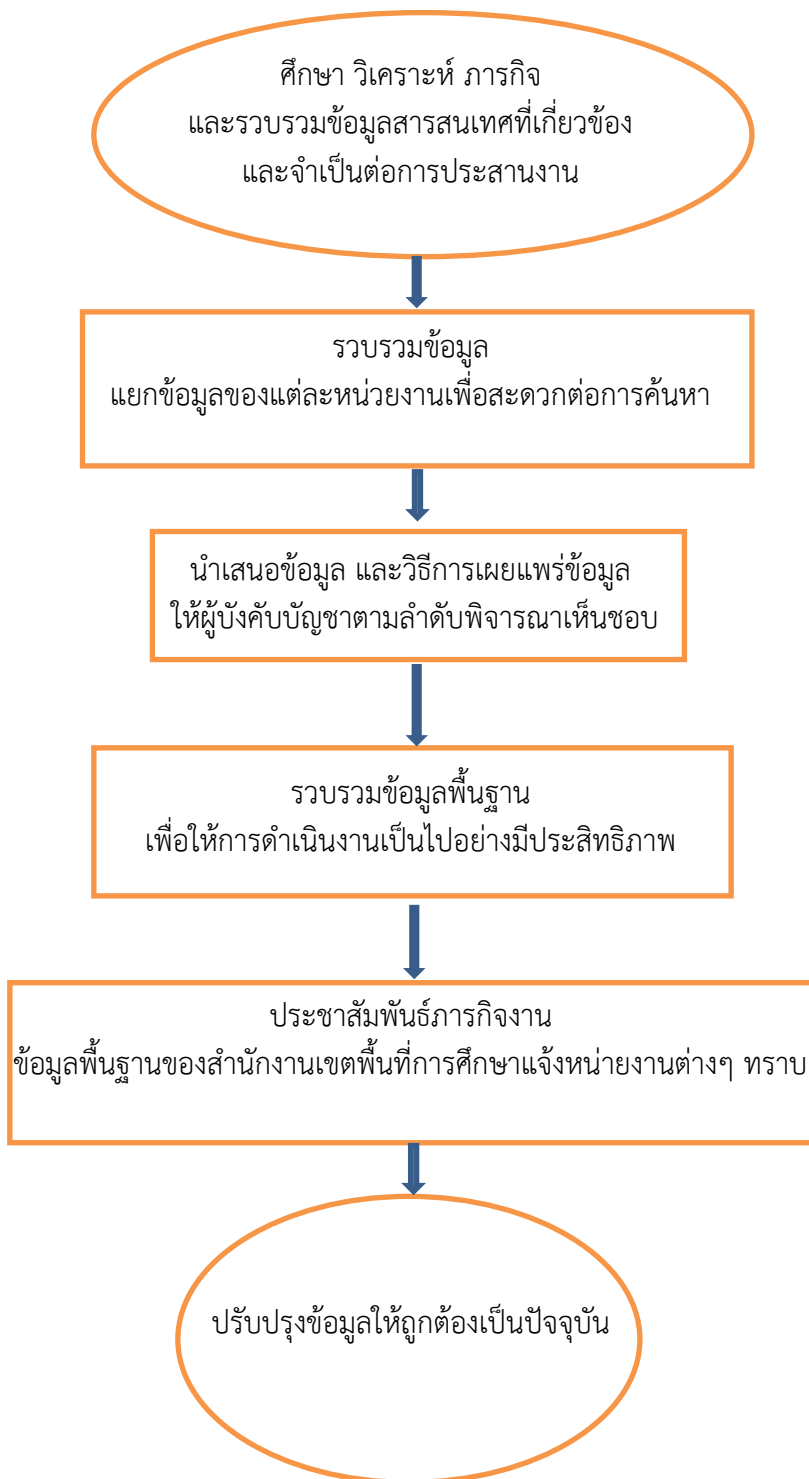 ศึกษา วิเคราะห์ ภารกิจ
และรวบรวมข้อมูลสารสนเทศที่เกี่ยวข้อง
และจำเป็นต่อการประสานงาน
รวบรวมข้อมูล
แยกข้อมูลของแต่ละหน่วยงานเพื่อสะดวกต่อการค้นหา
นำเสนอข้อมูล และวิธีการเผยแพร่ข้อมูล
ให้ผู้บังคับบัญชาตามลำดับพิจารณาเห็นชอบ
รวบรวมข้อมูลพื้นฐาน
เพื่อให้การดำเนินงานเป็นไปอย่างมีประสิทธิภาพ
ประชาสัมพันธ์ภารกิจงาน
ข้อมูลพื้นฐานของสำนักงานเขตพื้นที่การศึกษาแจ้งหน่ายงานต่างๆ ทราบ
ปรับปรุงข้อมูลให้ถูกต้องเป็นปัจจุบัน